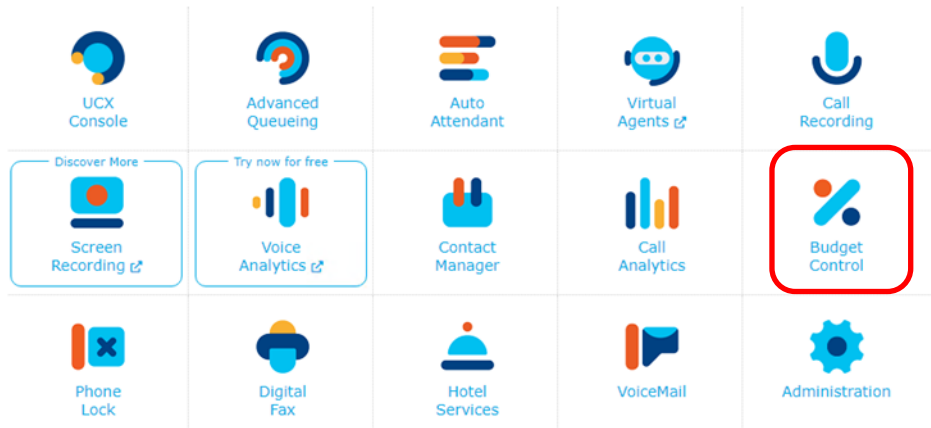 UCX
Console
Advanced
Queueing
Auto
Attendant
Virtual
Agents
Call
Recording
Discover More
Screen
Recording
Try now for free
Voice
Analytics
Contact
Manager
Call
Analytics
Budget
Control
Phone
Lock
Digital
Fax
Hotel
Services
VoiceMail
Administration